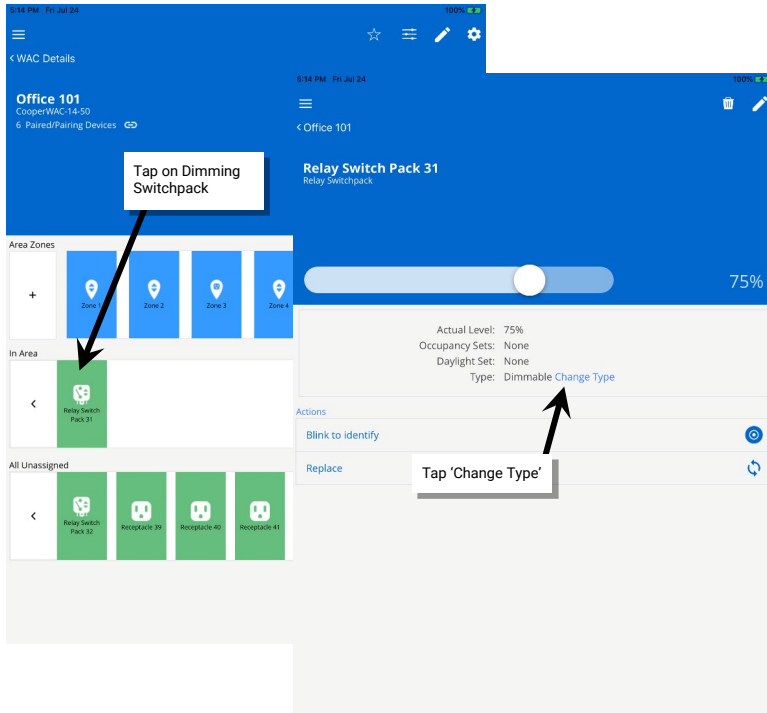 5:14 PM Fri Jul 24
100%
< WAC Details
Office 101
CooperWAC-14-50
6 Paired/Pairing Devices
Tap on Dimming
Switchpack
Area Zones
+
Zone 1
Zone 2
Zone 3
Zone 4
In Area
<
Relay Switch
Pack 31
All Unassigned
<
Relay Switch
Pack 32
Receptacle 39
Receptacle 40
Receptacle 41
5:14 PM Fri Jul 24
100%
< Office 101
Relay Switch Pack 31
Relay Switchpack
75%
Actual Level: 75%
Occupancy Sets: None
Daylight Set: None
Type: Dimmable Change Type
Actions
Blink to identify
Replace
Tap ‘Change Type’